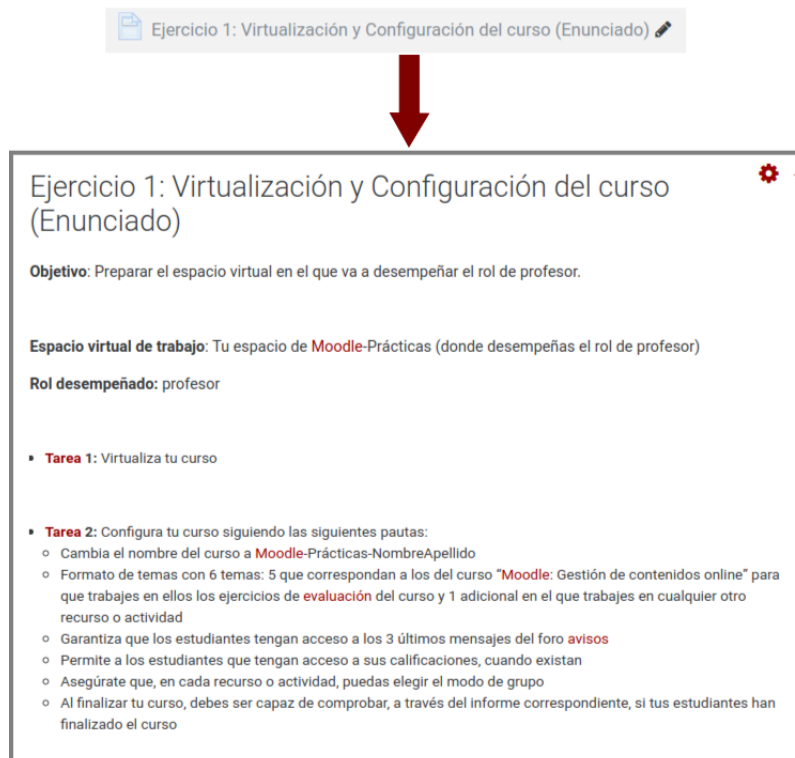 Ejercicio 1: Virtualización y Configuración del curso (Enunciado)
Ejercicio 1: Virtualización y Configuración del curso
(Enunciado)
Objetivo: Preparar el espacio virtual en el que va a desempeñar el rol de profesor.
Espacio virtual de trabajo: Tu espacio de Moodle-Prácticas (donde desempeñas el rol de profesor)
Rol desempeñado: profesor
Tarea 1: Virtualiza tu curso
Tarea 2: Configura tu curso siguiendo las siguientes pautas:
Cambia el nombre del curso a Moodle-Prácticas-NombreApellido
Formato de temas con 6 temas: 5 que correspondan a los del curso “Moodle: Gestión de contenidos online” para
que trabajes en ellos los ejercicios de evaluación del curso y 1 adicional en el que trabajes en cualquier otro
recurso o actividad
Garantiza que los estudiantes tengan acceso a los 3 últimos mensajes del foro avisos
Permite a los estudiantes que tengan acceso a sus calificaciones, cuando existan
Asegúrate que, en cada recurso o actividad, puedas elegir el modo de grupo
Al finalizar tu curso, debes ser capaz de comprobar, a través del informe correspondiente, si tus estudiantes han
finalizado el curso